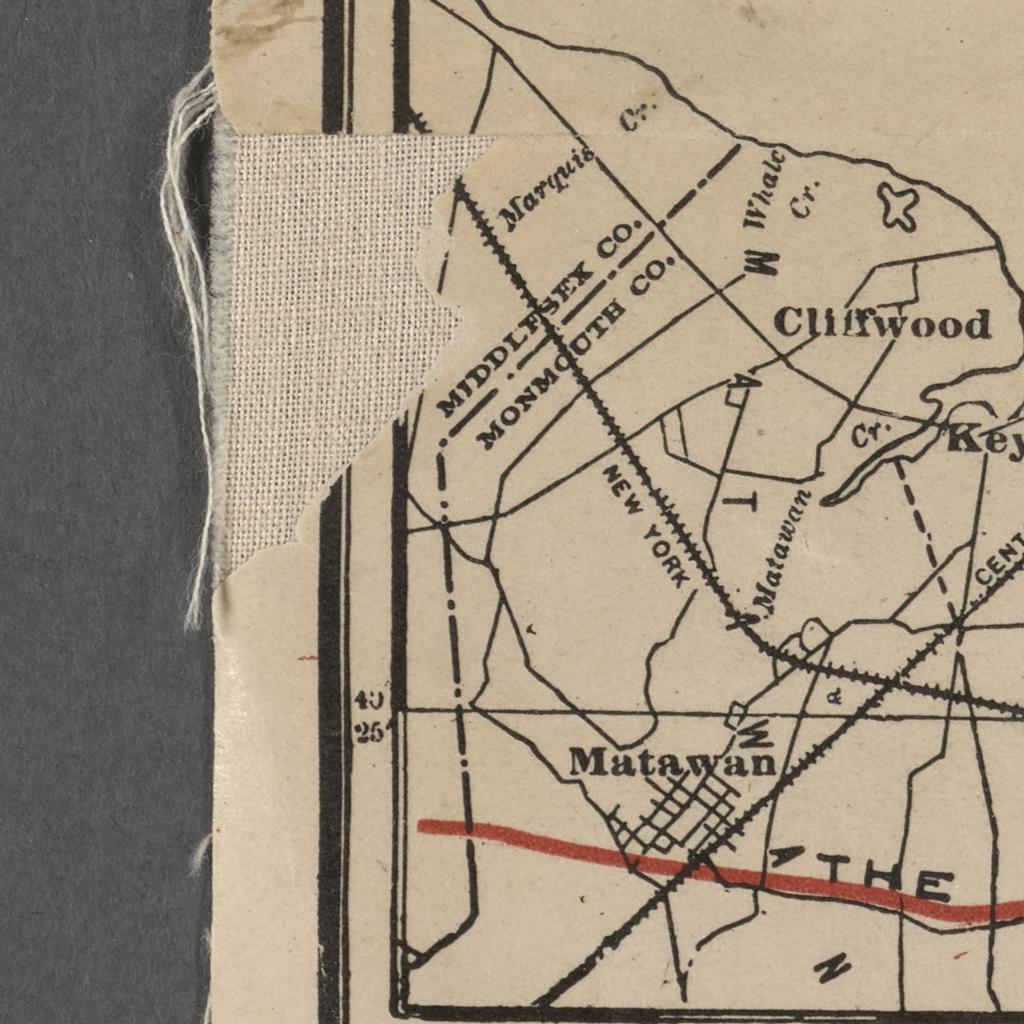 Cr.
Marquis
Whale
Cr.
MIDDLESEX CO.
MONMOUTH CO.
M
Cliffwood
A
Cr.
Key
T
NEW YORK
Matawan
CENT
40
25'
W
Matawan
A
THE
N